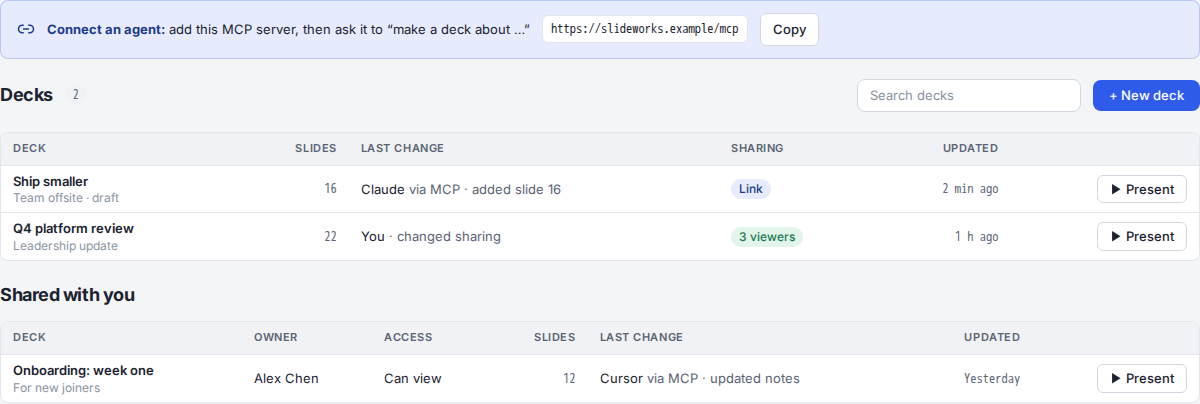 Connect an agent: add this MCP server, then ask it to “make a deck about ...” https://slideworks.example/mcp Copy
Decks 2 Search decks + New deck
DECK SLIDES LAST CHANGE SHARING UPDATED
Ship smaller
Team offsite · draft
16 Claude via MCP · added slide 16 Link 2 min ago Present
Q4 platform review
Leadership update
22 You · changed sharing 3 viewers 1 h ago Present
Shared with you
DECK OWNER ACCESS SLIDES LAST CHANGE UPDATED
Onboarding: week one
For new joiners
Alex Chen Can view 12 Cursor via MCP · updated notes Yesterday Present